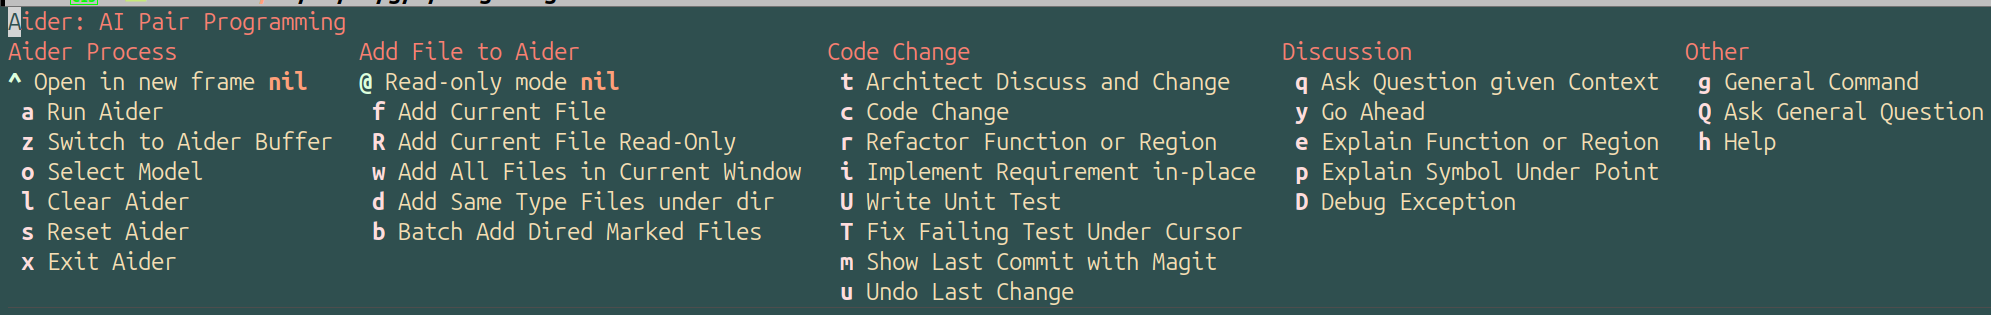 Aider: AI Pair Programming
Aider Process Add File to Aider Code Change Discussion Other
^ Open in new frame nil @ Read-only mode nil t Architect Discuss and Change q Ask Question given Context g General Command
a Run Aider f Add Current File c Code Change y Go Ahead Q Ask General Question
z Switch to Aider Buffer R Add Current File Read-Only r Refactor Function or Region e Explain Function or Region h Help
o Select Model w Add All Files in Current Window i Implement Requirement in-place p Explain Symbol Under Point
l Clear Aider d Add Same Type Files under dir U Write Unit Test D Debug Exception
s Reset Aider b Batch Add Dired Marked Files T Fix Failing Test Under Cursor
x Exit Aider m Show Last Commit with Magit
u Undo Last Change